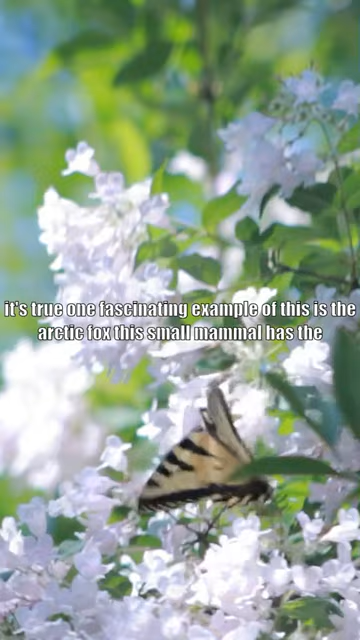 it's true one fascinating example of this is the
arctic fox this small mammal has the